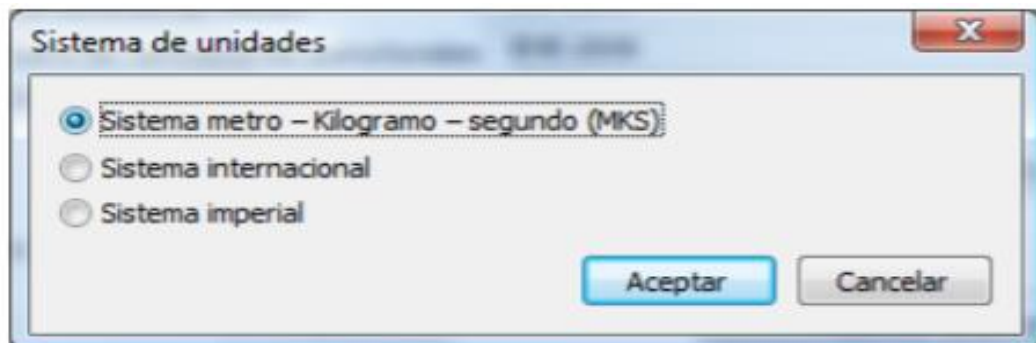 Sistema de unidades
Sistema metro – Kilogramo – segundo (MKS)
Sistema internacional
Sistema imperial
Aceptar
Cancelar